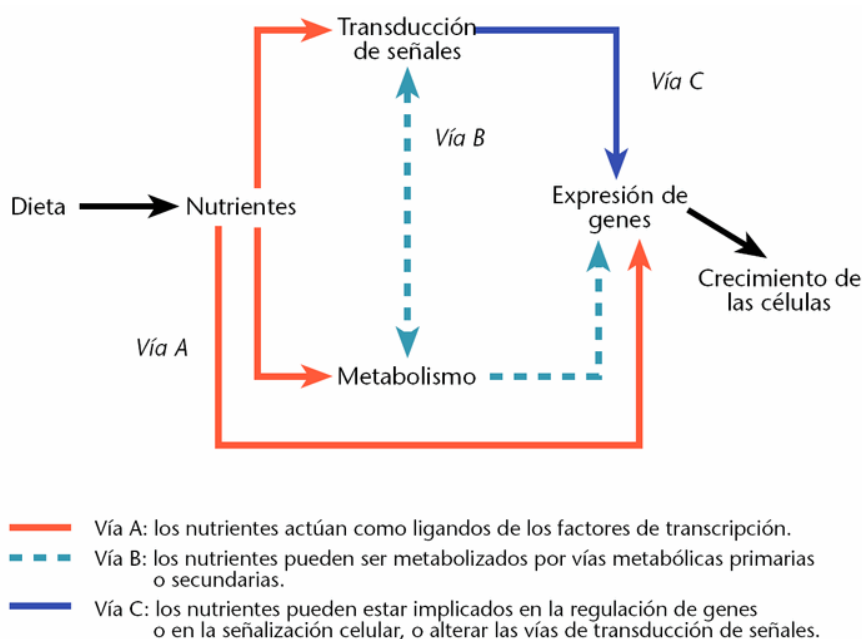 Transducción
de señales
Vía C
Vía B
Dieta
Nutrientes
Expresión de
genes
Crecimiento de
las células
Vía A
Metabolismo
Vía A: los nutrientes actúan como ligandos de los factores de transcripción.
Vía B: los nutrientes pueden ser metabolizados por vías metabólicas primarias
o secundarias.
Vía C: los nutrientes pueden estar implicados en la regulación de genes
o en la señalización celular, o alterar las vías de transducción de señales.